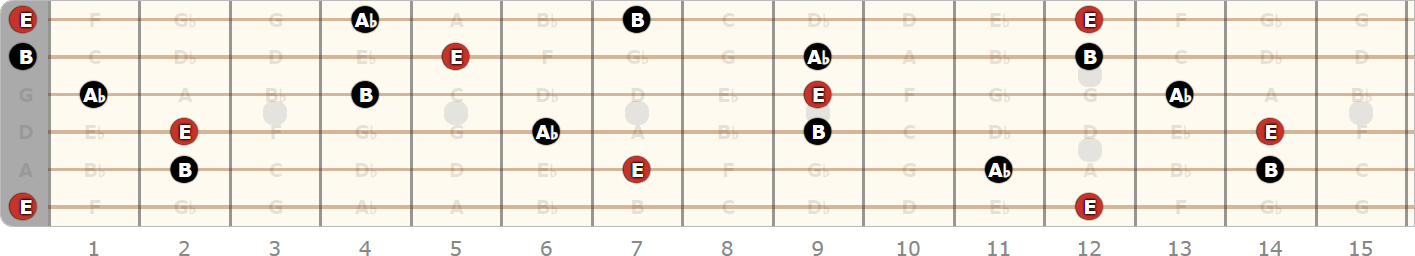 E F G♭ G A♭ A B♭ B C D♭ D E♭ E F G♭ G
B C D♭ D E♭ E F G♭ G A♭ A B♭ B C D♭ D
G A♭ A B♭ B C D♭ D E♭ E F G♭ G A♭ A B♭
D E♭ E F G♭ G A♭ A B♭ B C D♭ D E♭ E F
A B♭ B C D♭ D E♭ E F G♭ G A♭ A B♭ B C
E F G♭ G A♭ A B♭ B C D♭ D E♭ E F G♭ G
1 2 3 4 5 6 7 8 9 10 11 12 13 14 15